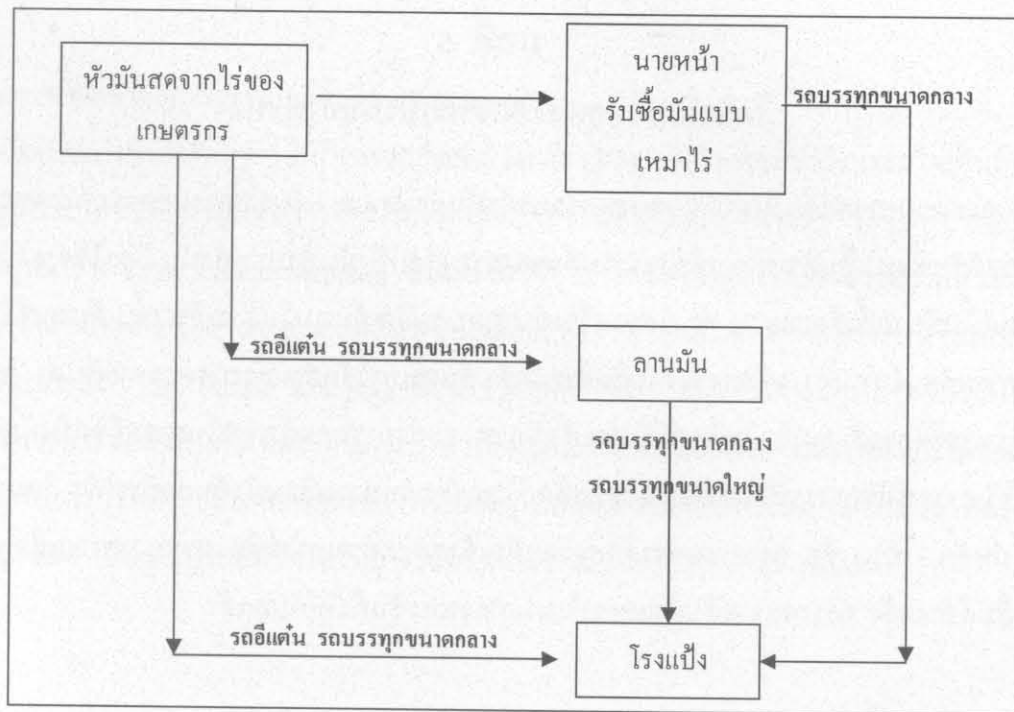 หัวมันสดจากไร่ของ
เกษตรกร
นายหน้า
รับซื้อมันแบบ
เหมาไร่
รถบรรทุกขนาดกลาง
รถอีแต๋น รถบรรทุกขนาดกลาง
ลานมัน
รถบรรทุกขนาดกลาง
รถบรรทุกขนาดใหญ่
รถอีแต๋น รถบรรทุกขนาดกลาง
โรงแป้ง